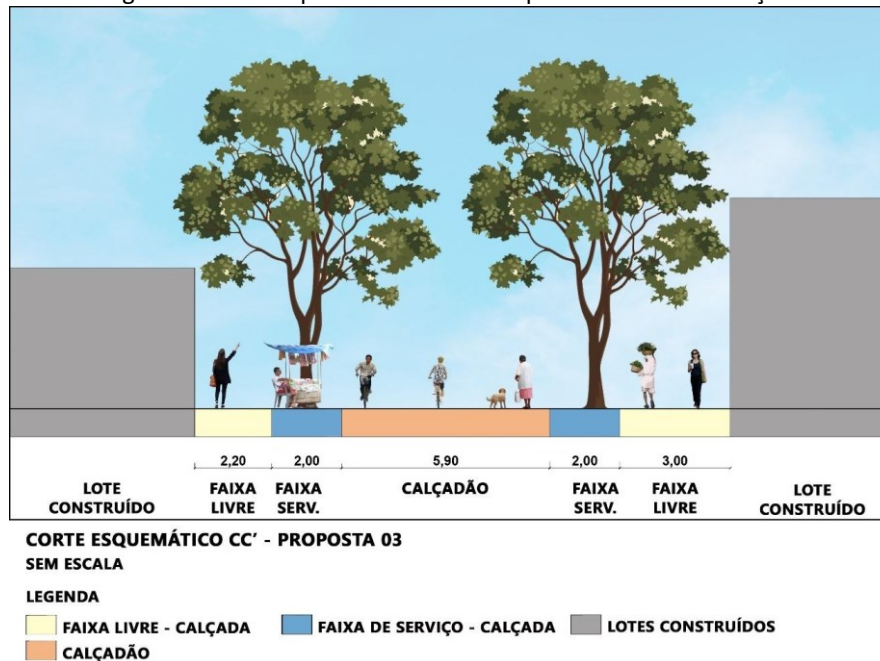 2,20 2,00 5,90 2,00 3,00
LOTE CONSTRUÍDO
FAIXA LIVRE
FAIXA SERV.
CALÇADÃO
FAIXA SERV.
FAIXA LIVRE
LOTE CONSTRUÍDO
CORTE ESQUEMÁTICO CC' - PROPOSTA 03
SEM ESCALA
LEGENDA
FAIXA LIVRE - CALÇADA
FAIXA DE SERVIÇO - CALÇADA
LOTES CONSTRUÍDOS
CALÇADÃO